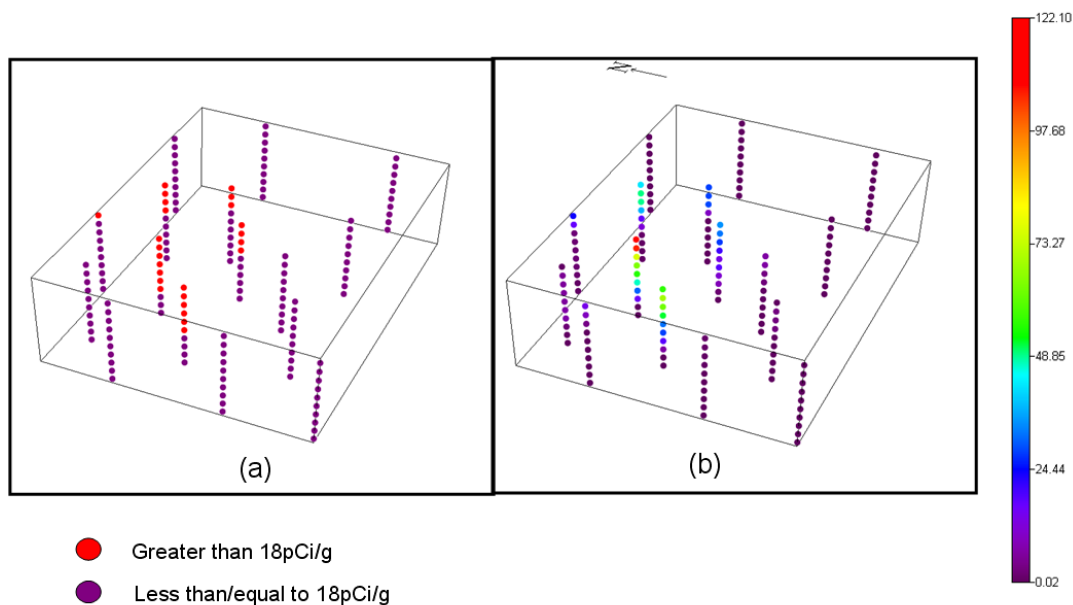 N
122.10
97.68
73.27
48.85
24.44
0.02
(a)
(b)
Greater than 18pCi/g
Less than/equal to 18pCi/g